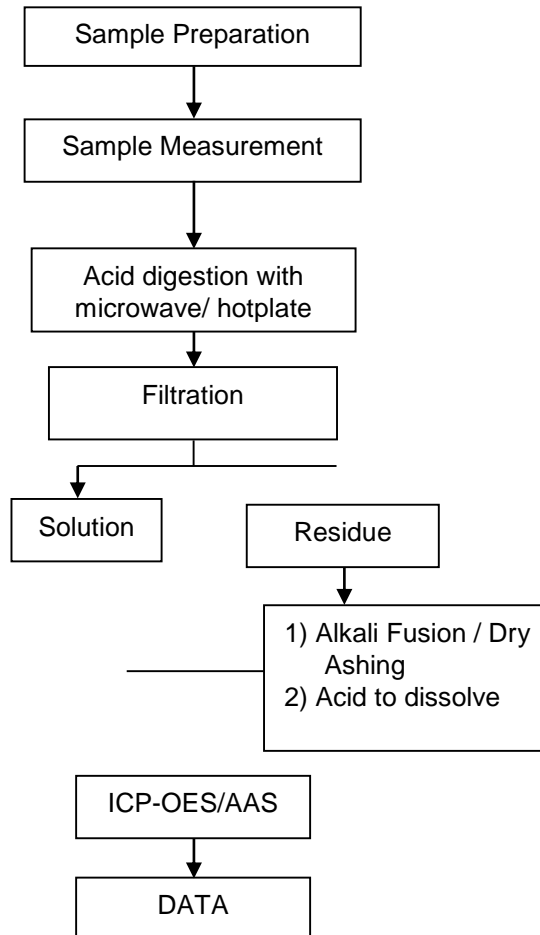 Sample Preparation
Sample Measurement
Acid digestion with
microwave/ hotplate
Filtration
Solution
Residue
1) Alkali Fusion / Dry
Ashing
2) Acid to dissolve
ICP-OES/AAS
DATA